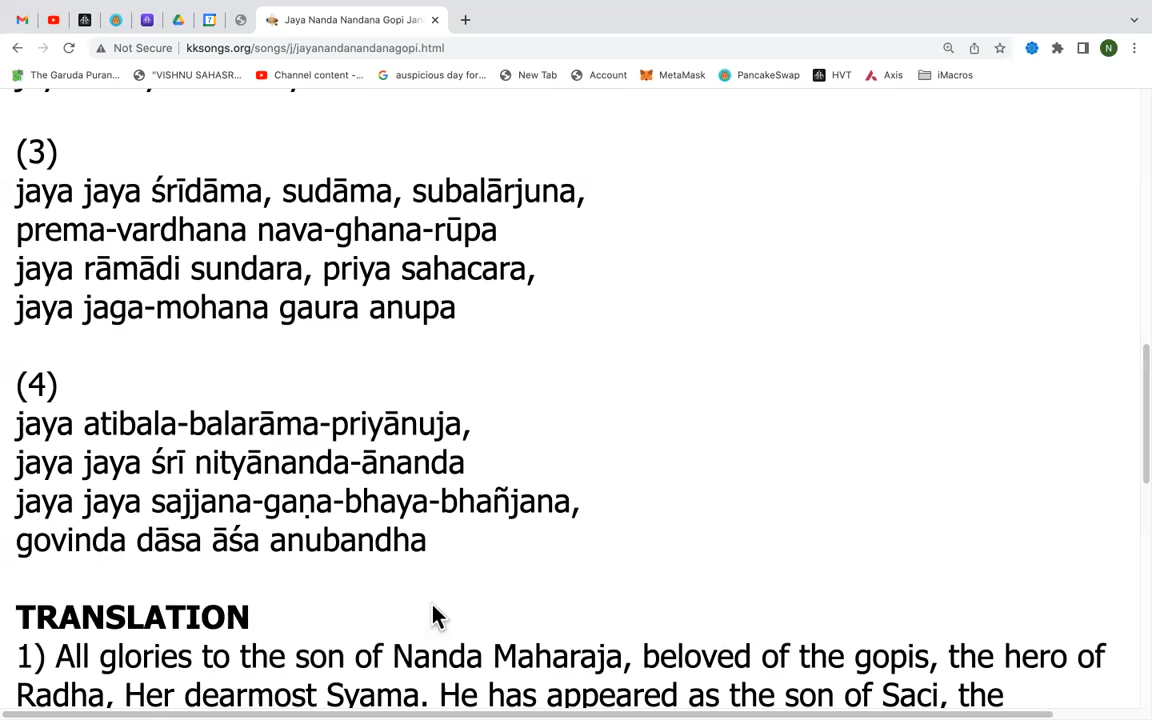 Jaya Nanda Nandana Gopi Jan
Not Secure kksongs.org/songs/j/jayanandanandanagopi.html
N
The Garuda Puran... "VISHNU SAHASR... Channel content -... auspicious day for... New Tab Account MetaMask PancakeSwap HVT Axis iMacros
(3)
jaya jaya śrīdāma, sudāma, subalārjuna,
prema-vardhana nava-ghana-rūpa
jaya rāmādi sundara, priya sahacara,
jaya jaga-mohana gaura anupa
(4)
jaya atibala-balarāma-priyānuja,
jaya jaya śrī nityānanda-ānanda
jaya jaya sajjana-gaṇa-bhaya-bhañjana,
govinda dāsa āśa anubandha
TRANSLATION
1) All glories to the son of Nanda Maharaja, beloved of the gopis, the hero of
Radha, Her dearmost Syama. He has appeared as the son of Saci, the